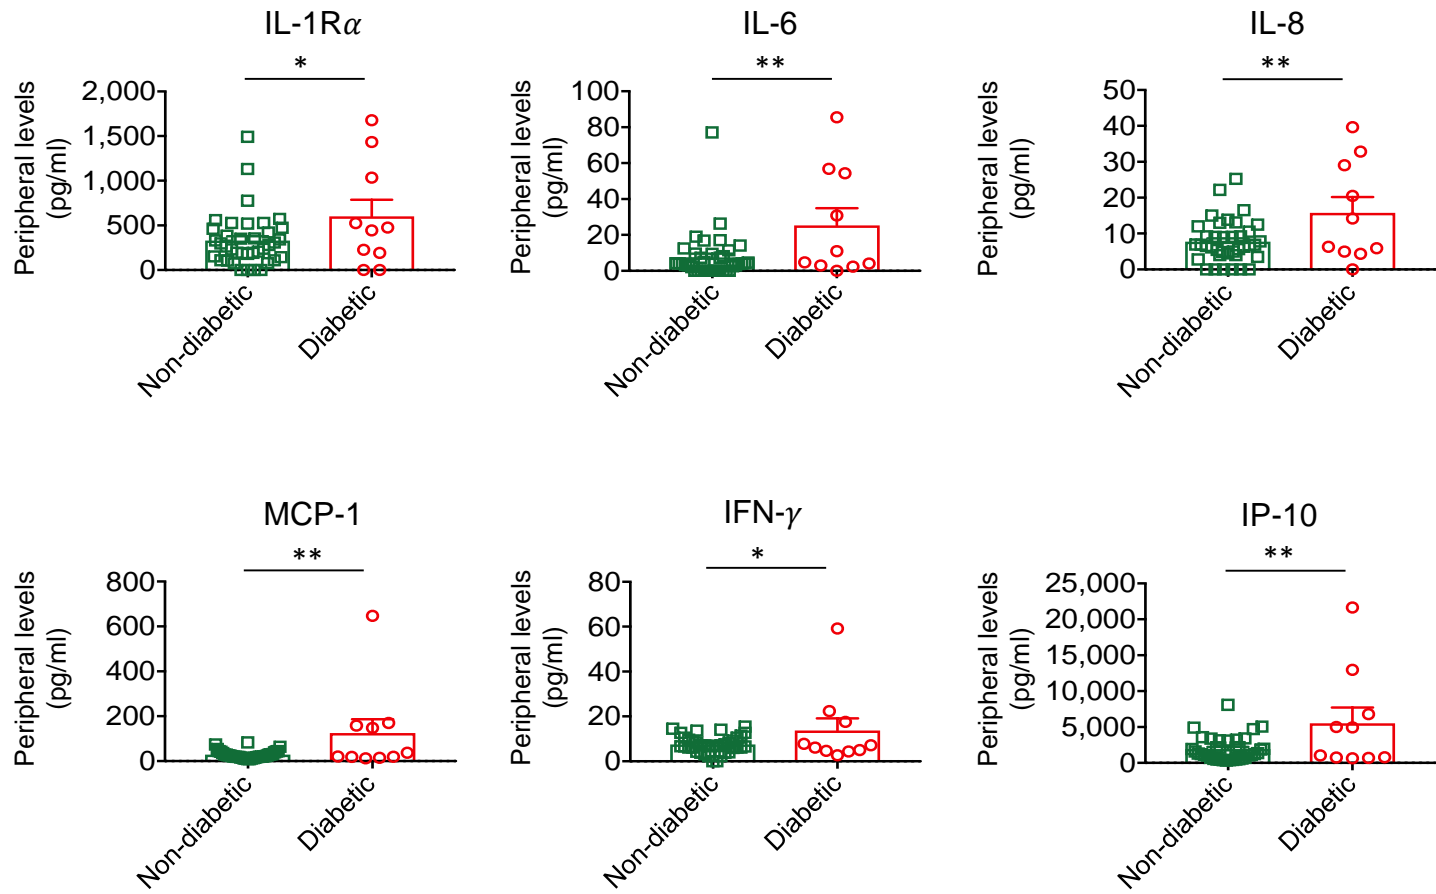 IL-1Rα
*
Peripheral levels
(pg/ml)
2,000
1,500
1,000
500
0
Non-diabetic
Diabetic
IL-6
**
Peripheral levels
(pg/ml)
100
80
60
40
20
0
Non-diabetic
Diabetic
IL-8
**
Peripheral levels
(pg/ml)
50
40
30
20
10
0
Non-diabetic
Diabetic
MCP-1
**
Peripheral levels
(pg/ml)
800
600
400
200
0
Non-diabetic
Diabetic
IFN-γ
*
Peripheral levels
(pg/ml)
80
60
40
20
0
Non-diabetic
Diabetic
IP-10
**
Peripheral levels
(pg/ml)
25,000
20,000
15,000
10,000
5,000
0
Non-diabetic
Diabetic